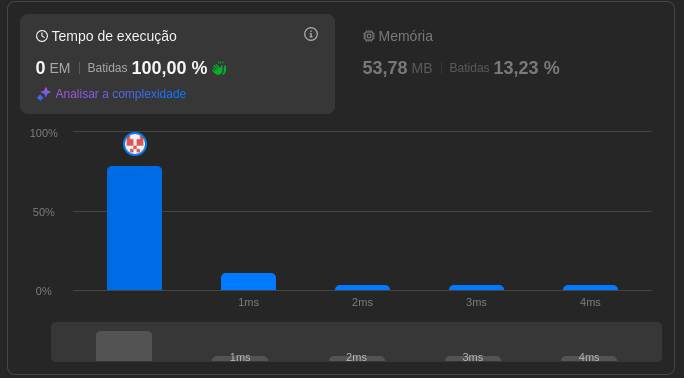 Tempo de execução
Memória
0 EM | Batidas 100,00 %
53,78 MB | Batidas 13,23 %
Analisar a complexidade
100%
50%
0%
1ms 2ms 3ms 4ms
1ms 2ms 3ms 4ms